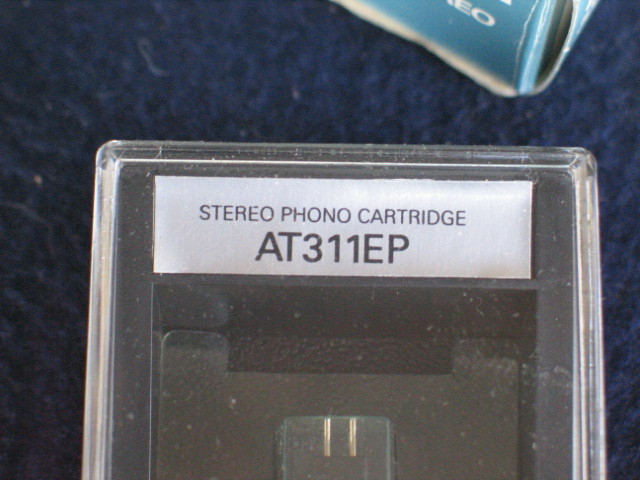 STEREO PHONO CARTRIDGE
AT311EP